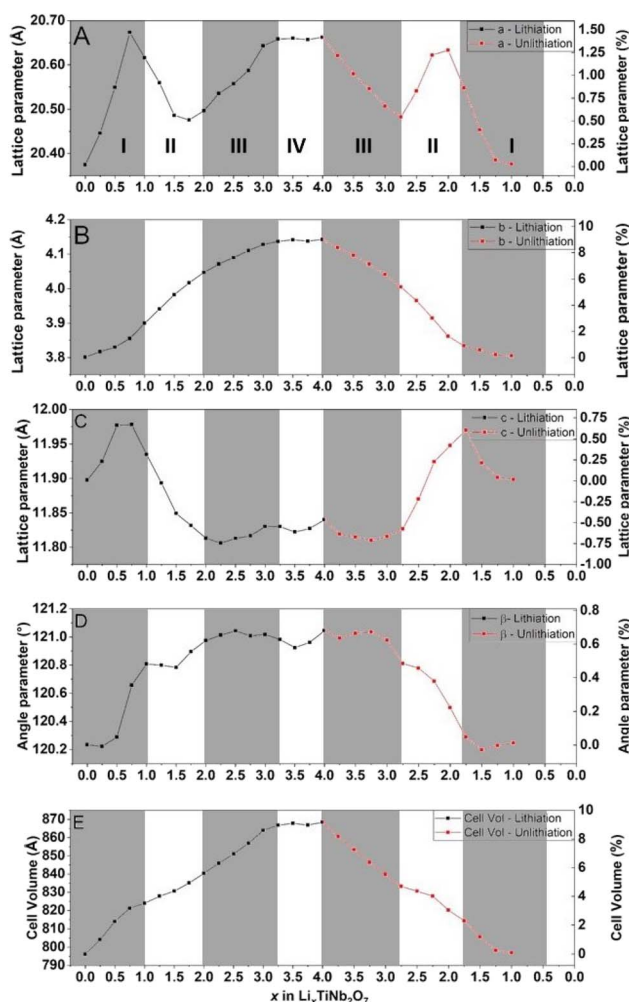 A
20.70
20.60
20.50
20.40
Lattice parameter (Å)
a - Lithiation
a - Unlithiation
1.50
1.25
1.00
0.75
0.50
0.25
0.00
Lattice parameter (%)
I II III IV III II I
0.0 0.5 1.0 1.5 2.0 2.5 3.0 3.5 4.0 3.5 3.0 2.5 2.0 1.5 1.0 0.5 0.0
B
4.2
4.1
4.0
3.9
3.8
Lattice parameter (Å)
b - Lithiation
b - Unlithiation
10
8
6
4
2
0
Lattice parameter (%)
0.0 0.5 1.0 1.5 2.0 2.5 3.0 3.5 4.0 3.5 3.0 2.5 2.0 1.5 1.0 0.5 0.0
C
12.00
11.90
11.80
Lattice parameter (Å)
c - Lithiation
c - Unlithiation
0.75
0.50
0.25
0.00
-0.25
-0.50
-0.75
-1.00
Lattice parameter (%)
0.0 0.5 1.0 1.5 2.0 2.5 3.0 3.5 4.0 3.5 3.0 2.5 2.0 1.5 1.0 0.5 0.0
D
121.2
121.0
120.8
120.6
120.4
120.2
Angle parameter (°)
β- Lithiation
β - Unlithiation
0.8
0.6
0.4
0.2
0.0
Angle parameter (%)
0.0 0.5 1.0 1.5 2.0 2.5 3.0 3.5 4.0 3.5 3.0 2.5 2.0 1.5 1.0 0.5 0.0
E
870
860
850
840
830
820
810
800
790
Cell Volume (Å)
Cell Vol - Lithiation
Cell Vol - Unlithiation
10
8
6
4
2
0
Cell Volume (%)
0.0 0.5 1.0 1.5 2.0 2.5 3.0 3.5 4.0 3.5 3.0 2.5 2.0 1.5 1.0 0.5 0.0
x in LiₓTiNb₂O₇